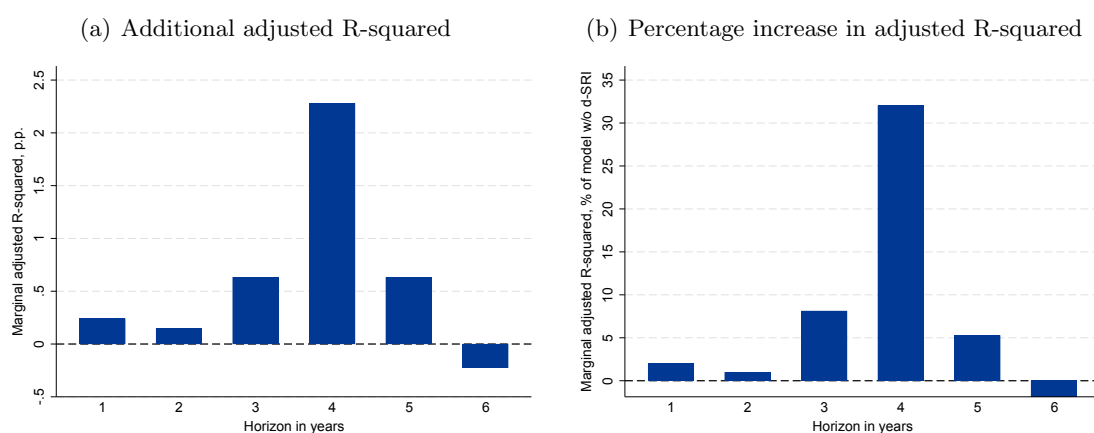 (a) Additional adjusted R-squared
Marginal adjusted R-squared, p.p.
2.5
2
1.5
1
.5
0
-.5
1 2 3 4 5 6
Horizon in years
(b) Percentage increase in adjusted R-squared
Marginal adjusted R-squared, % of model w/o d-SRI
35
30
25
20
15
10
5
0
1 2 3 4 5 6
Horizon in years